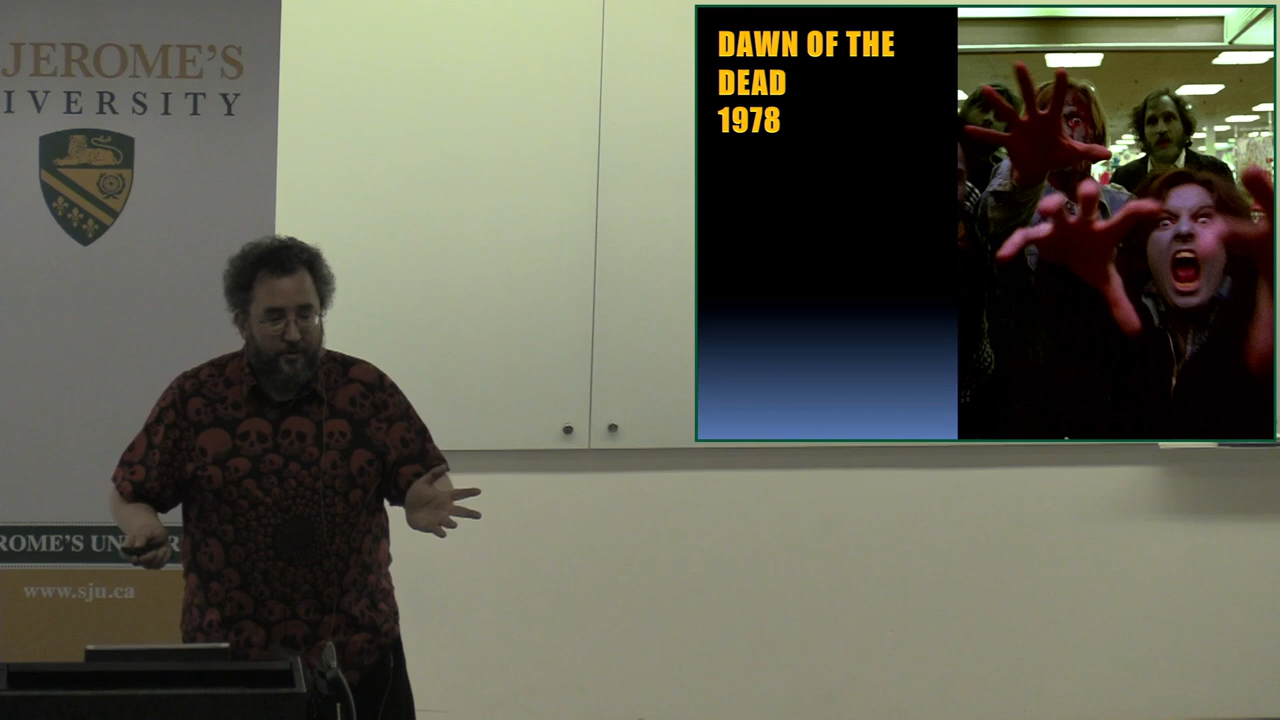 JEROME'S
IVERSITY
ROME'S UN
R
www.sju.ca
DAWN OF THE
DEAD
1978